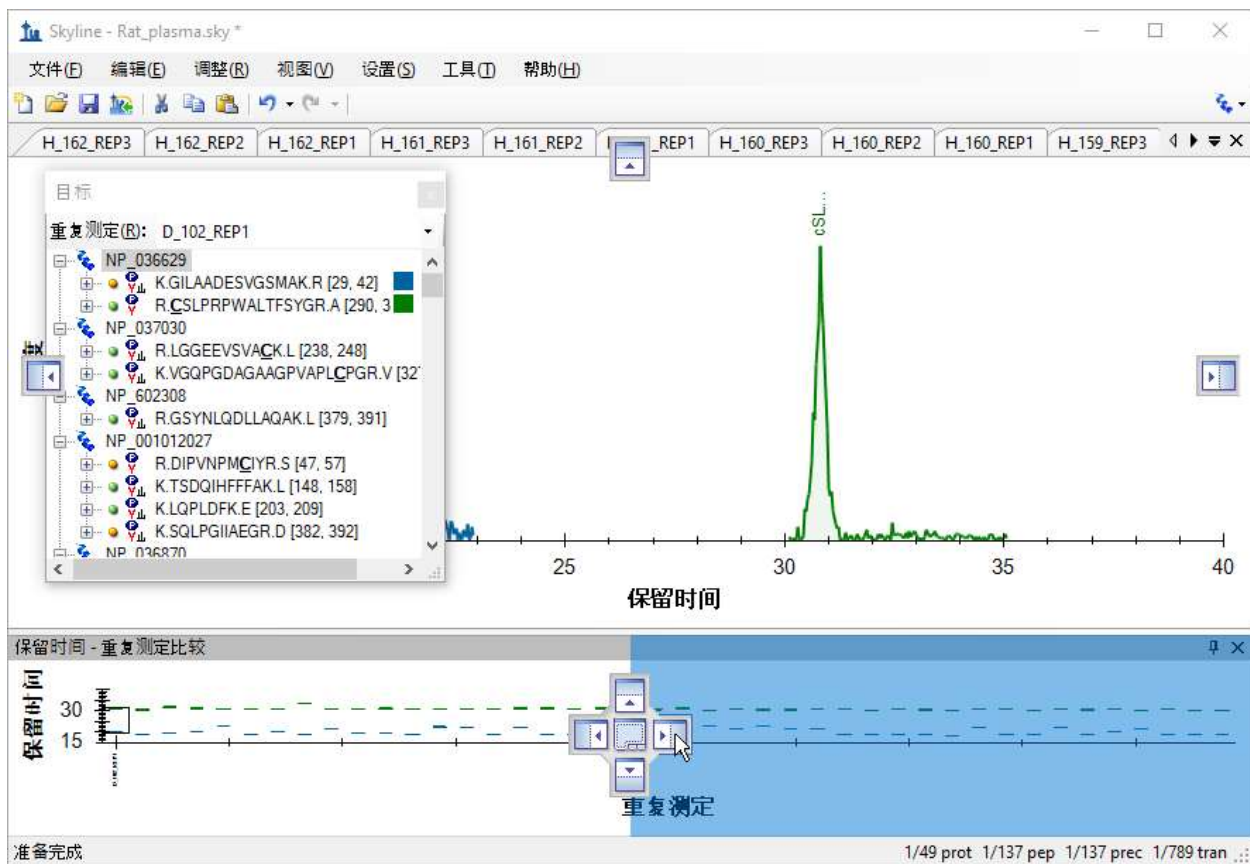 Skyline - Rat_plasma.sky *
文件(F) 编辑(E) 调整(R) 视图(V) 设置(S) 工具(T) 帮助(H)
H_162_REP3 H_162_REP2 H_162_REP1 H_161_REP3 H_161_REP2 _REP1 H_160_REP3 H_160_REP2 H_160_REP1 H_159_REP3
目标
重复测定(R): D_102_REP1
NP_036629
K.GILAADESVGSMAK.R [29, 42]
R.CSLPRPWALTFSYGR.A [290, 3
NP_037030
R.LGGEEVSVACK.L [238, 248]
K.VGQPGDAGAAGPVAPLCPGR.V [327
NP_602308
R.GSYNLQDLLAQAK.L [379, 391]
NP_001012027
R.DIPVNPMCIYR.S [47, 57]
K.TSDQIHFFFAK.L [148, 158]
K.LQPLDFK.E [203, 209]
K.SQLPGIIAEGR.D [382, 392]
NP_036870
cSL...
25 30 35 40
保留时间
保留时间 - 重复测定比较
保留时间
30
15
重复测定
准备完成 1/49 prot 1/137 pep 1/137 prec 1/789 tran